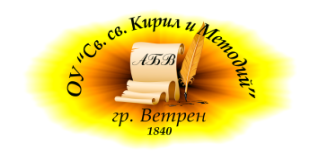 ОУ "Св. св. Кирил и Методий"
АБВ
гр. Ветрен
1840